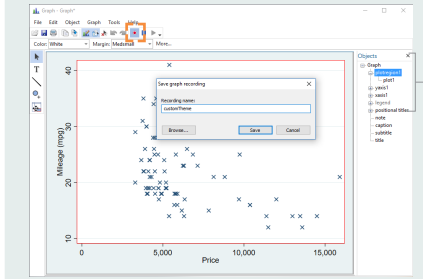 Graph - Graph*
File Edit Object Graph Tools Help
Color: White Margin: Medsmall More...
T
Objects
Graph
plotregion1
plot1
yaxis1
xaxis1
legend
positional titles
note
caption
subtitle
title
Save graph recording
Recording name:
customTheme
Browse... Save Cancel
Mileage (mpg)
40
30
20
10
0 5,000 10,000 15,000
Price